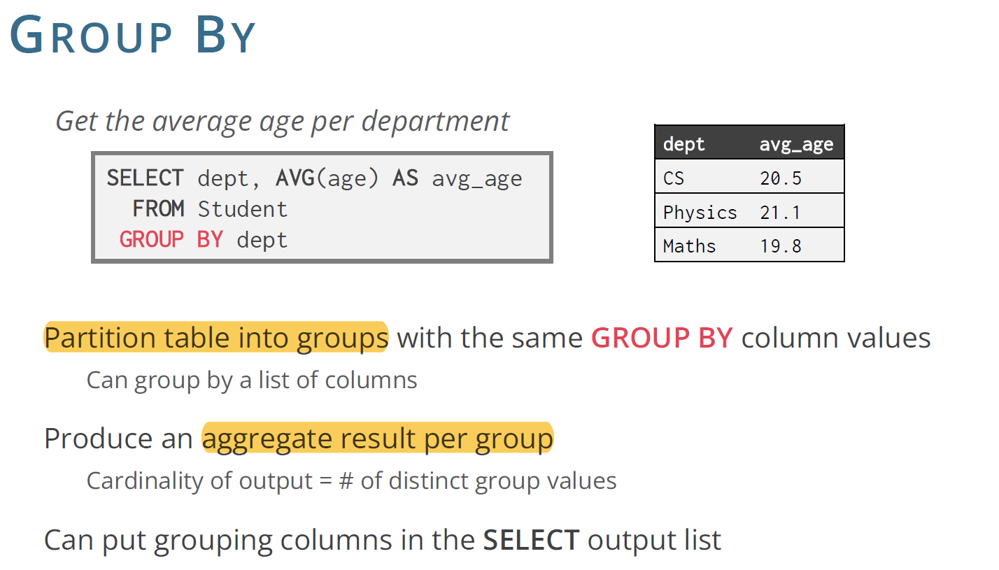 GROUP BY
Get the average age per department
SELECT dept, AVG(age) AS avg_age
FROM Student
GROUP BY dept
dept avg_age
CS 20.5
Physics 21.1
Maths 19.8
Partition table into groups with the same GROUP BY column values
Can group by a list of columns
Produce an aggregate result per group
Cardinality of output = # of distinct group values
Can put grouping columns in the SELECT output list